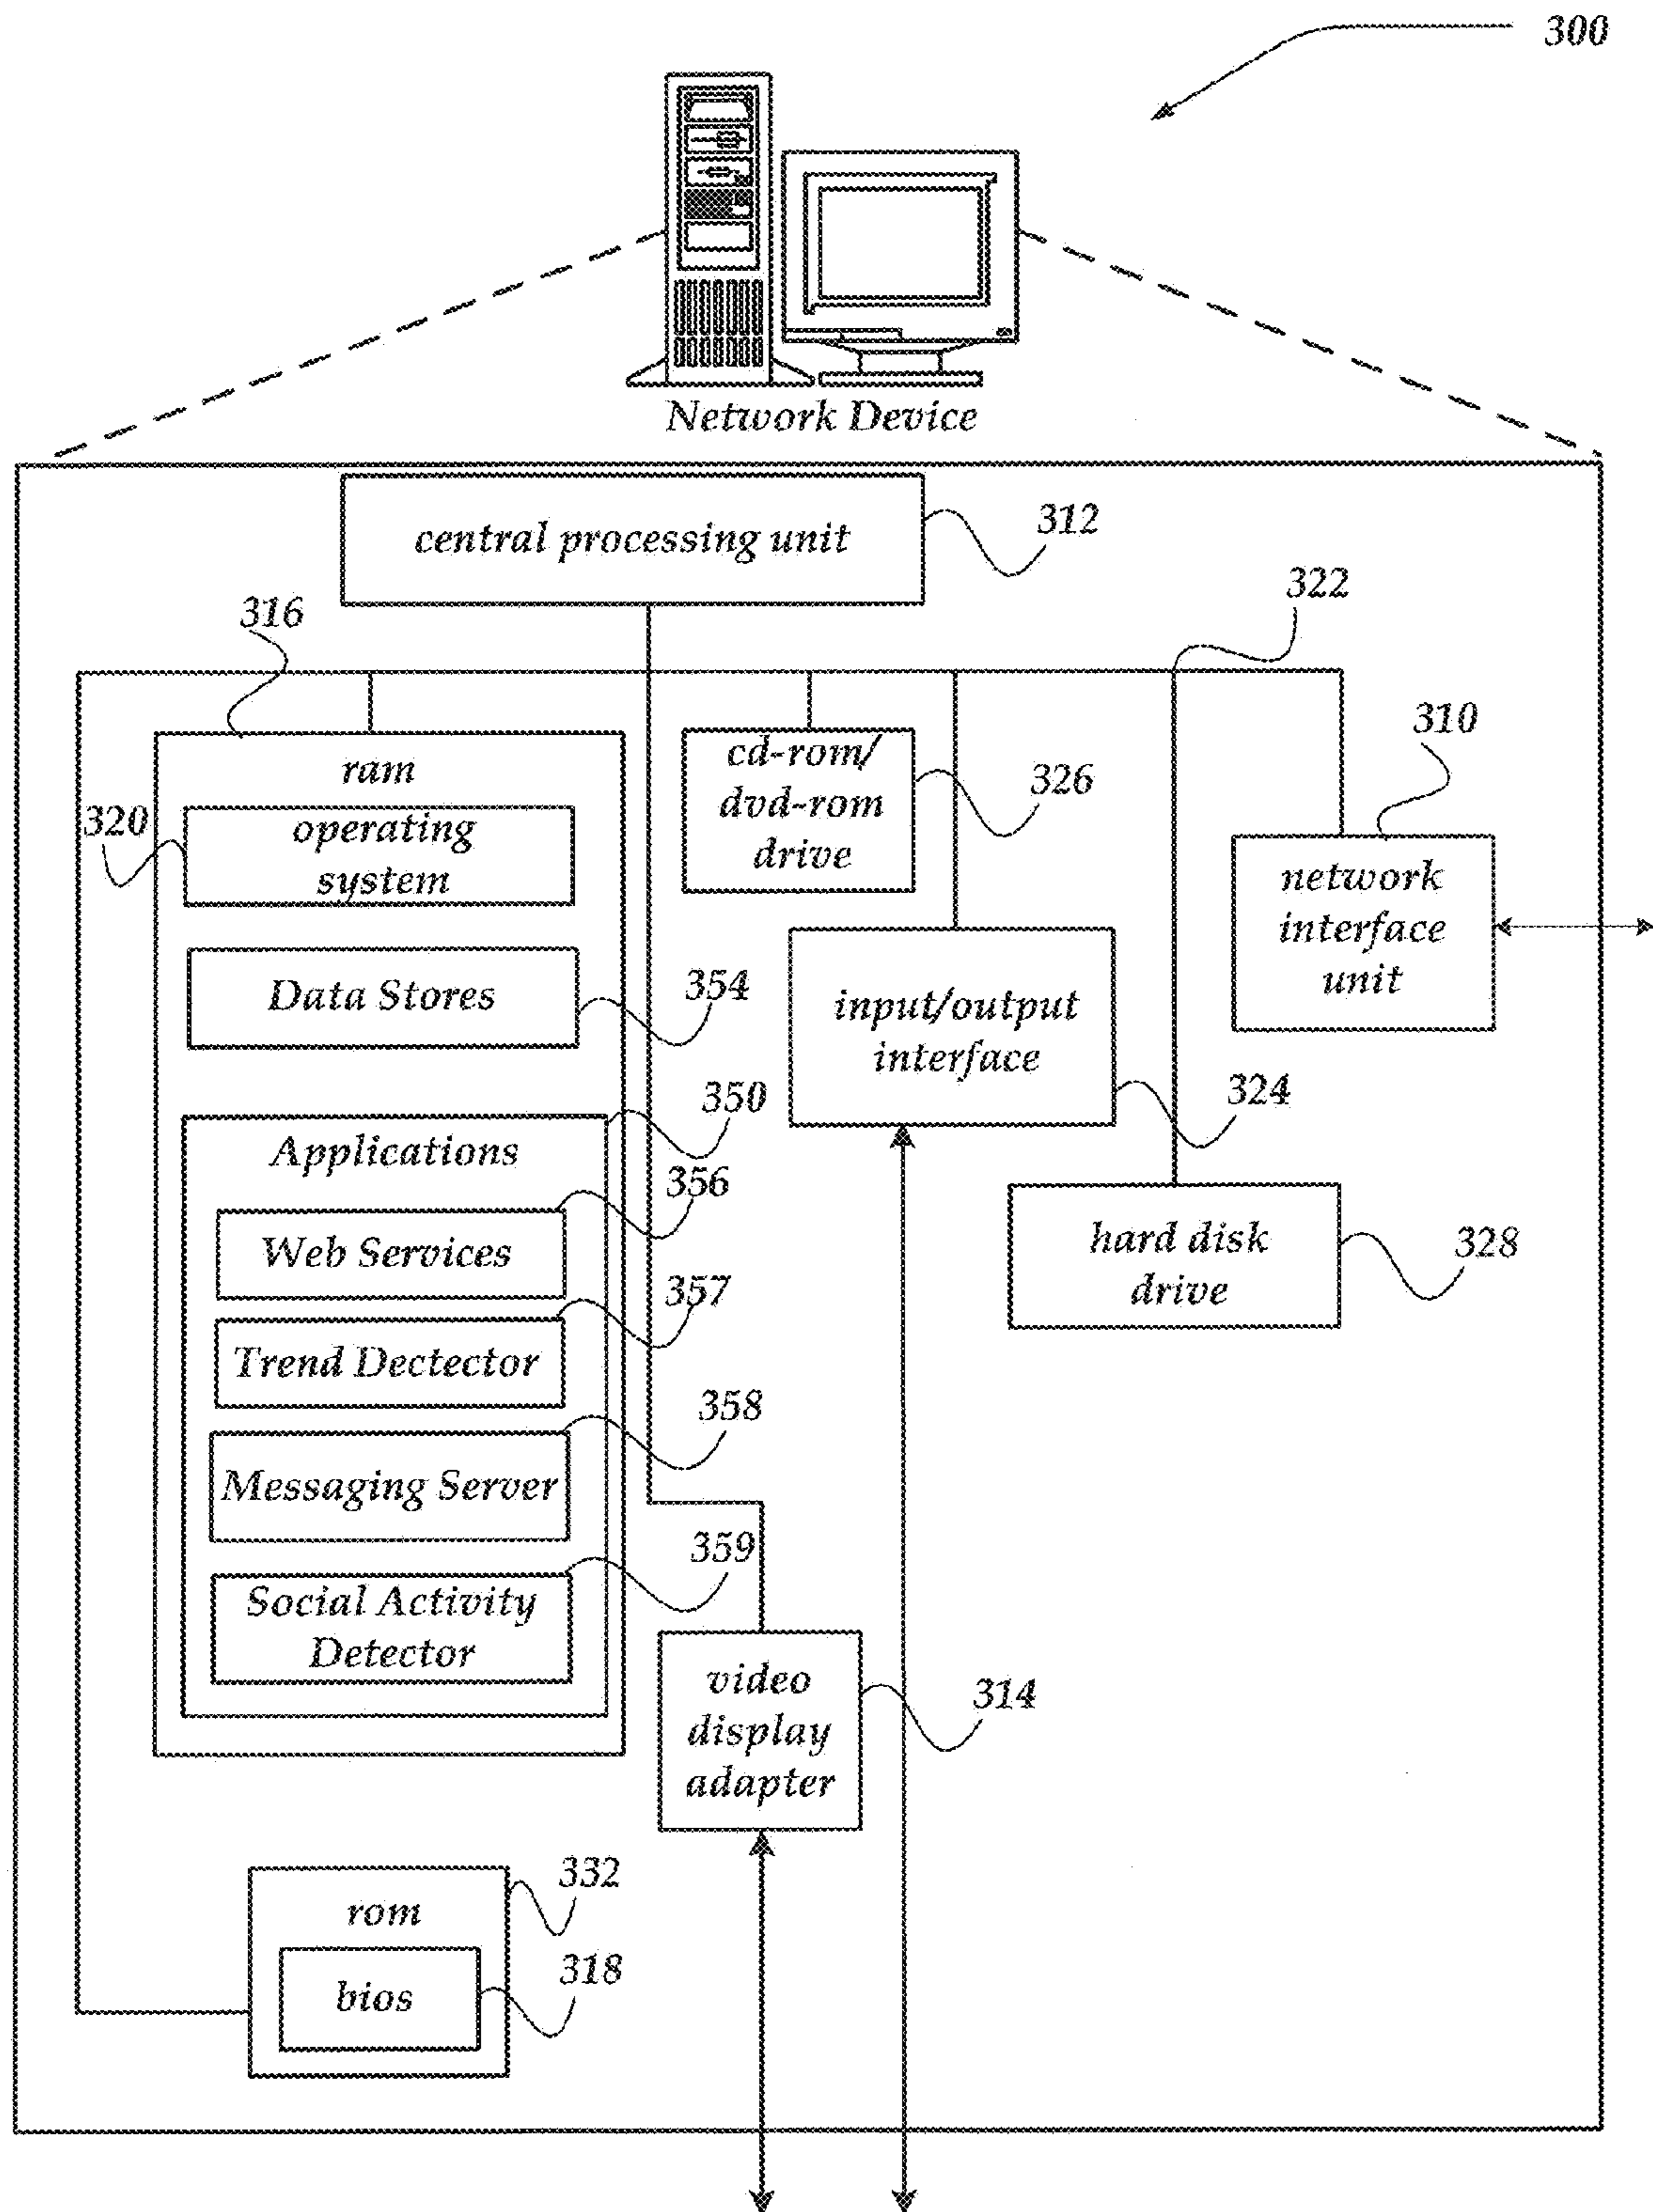 300
Network Device
central processing unit
312
322
316
310
ram
cd-rom/
dvd-rom
drive
326
320
operating
system
network
interface
unit
Data Stores
354
input/output
interface
350
324
Applications
356
Web Services
hard disk
drive
328
357
Trend Dectector
358
Messaging Server
359
Social Activity
Detector
video
display
adapter
314
332
rom
318
bios